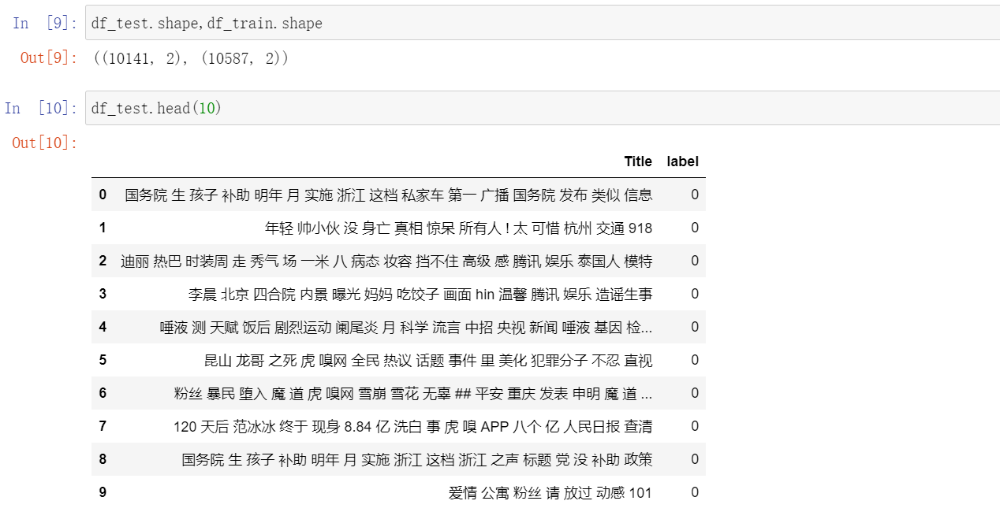 In [9]: df_test.shape,df_train.shape
Out[9]: ((10141, 2), (10587, 2))
In [10]: df_test.head(10)
Out[10]:
Title label
0 国务院 生 孩子 补助 明年 月 实施 浙江 这档 私家车 第一 广播 国务院 发布 类似 信息 0
1 年轻 帅小伙 没 身亡 真相 惊呆 所有人 ! 太 可惜 杭州 交通 918 0
2 迪丽 热巴 时装周 走 秀气 场 一米 八 病态 妆容 挡不住 高级 感 腾讯 娱乐 泰国人 模特 0
3 李晨 北京 四合院 内景 曝光 妈妈 吃饺子 画面 hin 温馨 腾讯 娱乐 造谣生事 0
4 唾液 测 天赋 饭后 剧烈运动 阑尾炎 月 科学 流言 中招 央视 新闻 唾液 基因 检... 0
5 昆山 龙哥 之死 虎 嗅网 全民 热议 话题 事件 里 美化 犯罪分子 不忍 直视 0
6 粉丝 暴民 堕入 魔 道 虎 嗅网 雪崩 雪花 无辜 ## 平安 重庆 发表 申明 魔 道 ... 0
7 120 天后 范冰冰 终于 现身 8.84 亿 洗白 事 虎 嗅 APP 八个 亿 人民日报 查清 0
8 国务院 生 孩子 补助 明年 月 实施 浙江 这档 浙江 之声 标题 党 没 补助 政策 0
9 爱情 公寓 粉丝 请 放过 动感 101 0